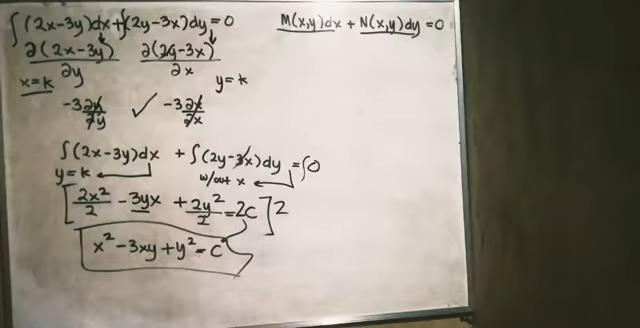 ∫(2x-3y)dx+∫(2y-3x)dy=0
M(x,y)dx + N(x,y)dy =0
∂(2x-3y)/∂y ∂(2y-3x)/∂x
x=k y=k
-3∂y/∂y ✓ -3∂x/∂x
∫(2x-3y)dx + ∫(2y-3x)dy =∫0
y=k w/out x
[2x²/2 - 3yx + 2y²/2 =2C]2
x²-3xy+y²=C